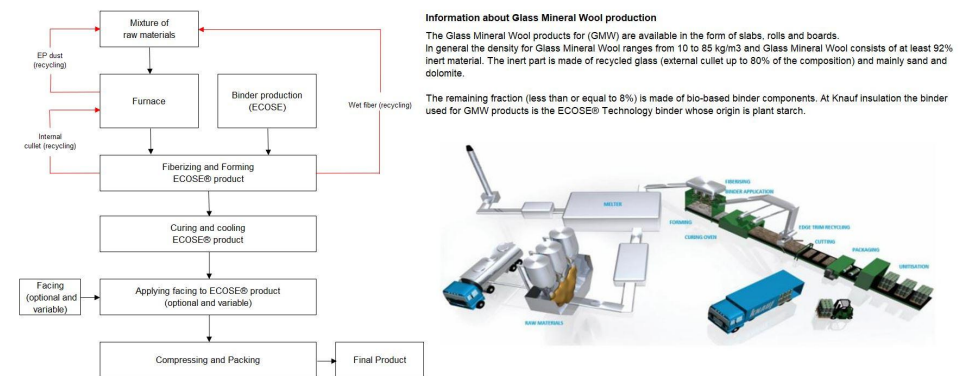 Mixture of
raw materials
EP dust
(recycling)
Furnace
Binder production
(ECOSE)
Wet fiber (recycling)
Internal
cullet (recycling)
Fiberizing and Forming
ECOSE® product
Curing and cooling
ECOSE® product
Facing
(optional and
variable)
Applying facing to ECOSE® product
(optional and variable)
Compressing and Packing
Final Product
Information about Glass Mineral Wool production
The Glass Mineral Wool products for (GMW) are available in the form of slabs, rolls and boards.
In general the density for Glass Mineral Wool ranges from 10 to 85 kg/m3 and Glass Mineral Wool consists of at least 92%
inert material. The inert part is made of recycled glass (external cullet up to 80% of the composition) and mainly sand and
dolomite.
The remaining fraction (less than or equal to 8%) is made of bio-based binder components. At Knauf insulation the binder
used for GMW products is the ECOSE® Technology binder whose origin is plant starch.
FIBERISING
BINDER APPLICATION
MELTER
FORMING
CURING OVEN
EDGE TRIM RECYCLING
CUTTING
PACKAGING
UNITISATION
RAW MATERIALS